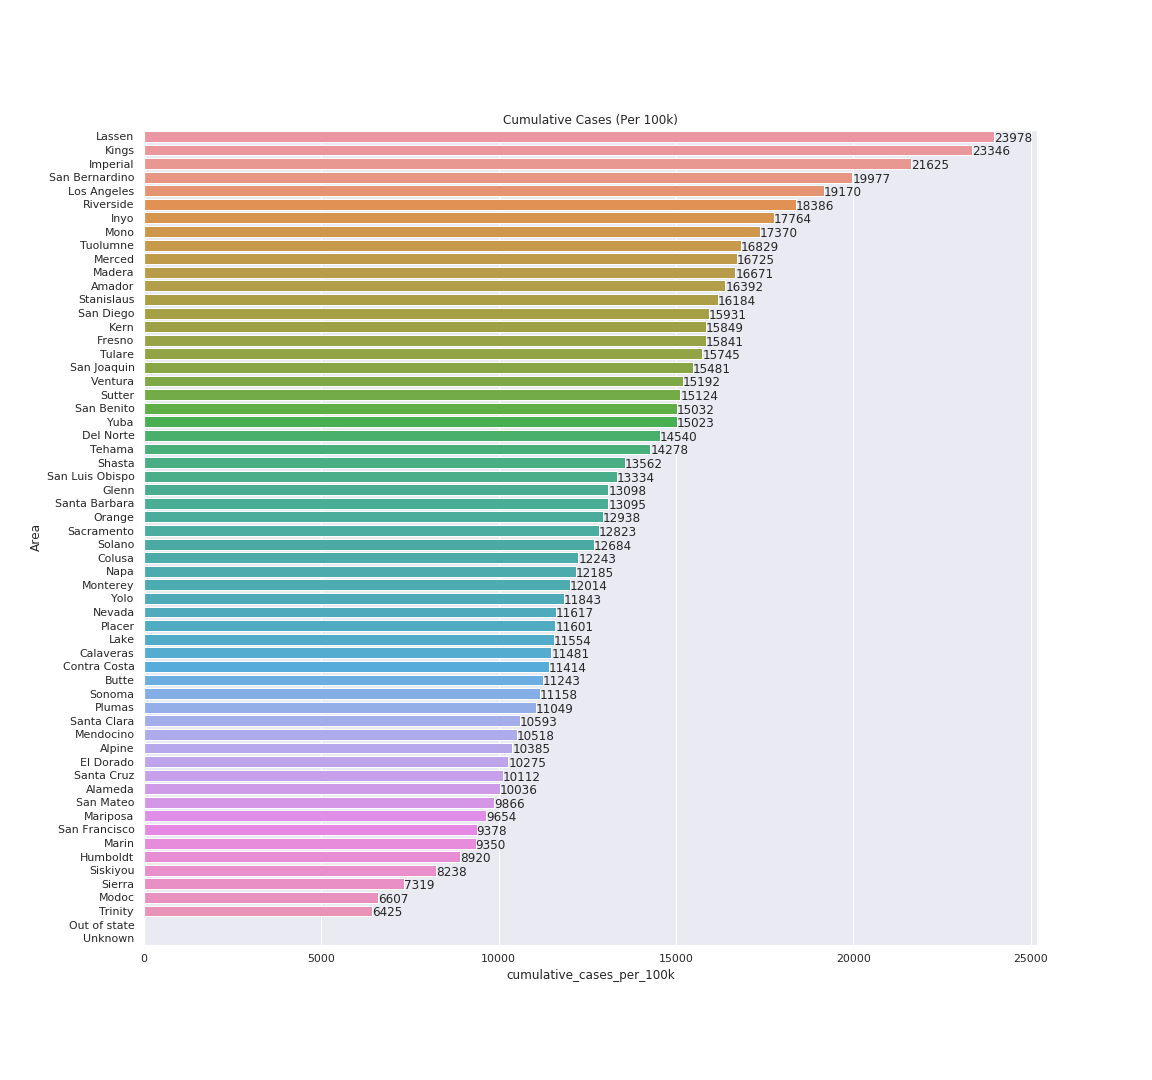 Cumulative Cases (Per 100k)
Lassen 23978
Kings 23346
Imperial 21625
San Bernardino 19977
Los Angeles 19170
Riverside 18386
Inyo 17764
Mono 17370
Tuolumne 16829
Merced 16725
Madera 16671
Amador 16392
Stanislaus 16184
San Diego 15931
Kern 15849
Fresno 15841
Tulare 15745
San Joaquin 15481
Ventura 15192
Sutter 15124
San Benito 15032
Yuba 15023
Del Norte 14540
Tehama 14278
Shasta 13562
San Luis Obispo 13334
Glenn 13098
Santa Barbara 13095
Orange 12938
Sacramento 12823
Solano 12684
Colusa 12243
Napa 12185
Monterey 12014
Yolo 11843
Nevada 11617
Placer 11601
Lake 11554
Calaveras 11481
Contra Costa 11414
Butte 11243
Sonoma 11158
Plumas 11049
Santa Clara 10593
Mendocino 10518
Alpine 10385
El Dorado 10275
Santa Cruz 10112
Alameda 10036
San Mateo 9866
Mariposa 9654
San Francisco 9378
Marin 9350
Humboldt 8920
Siskiyou 8238
Sierra 7319
Modoc 6607
Trinity 6425
Out of state
Unknown
Area
0 5000 10000 15000 20000 25000
cumulative_cases_per_100k